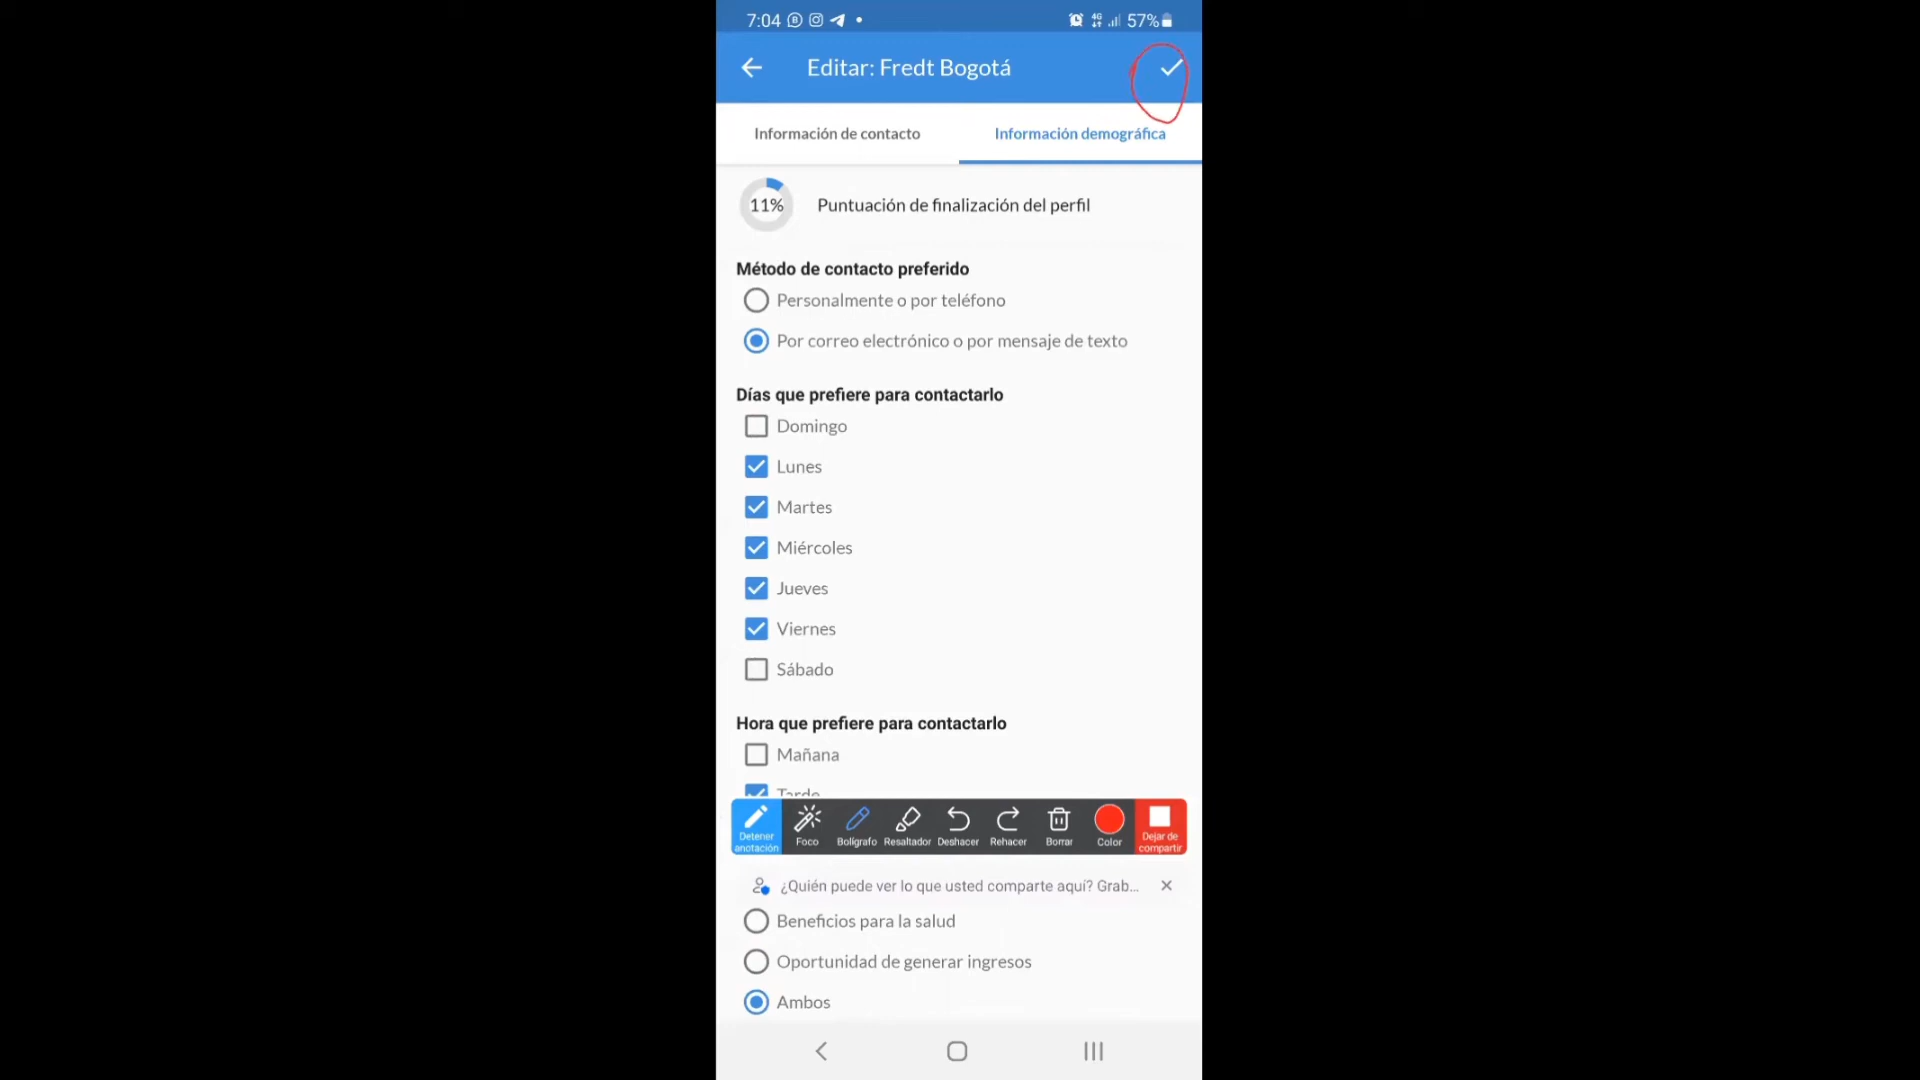 7:04
4G
57%
Editar: Fredt Bogotá
Información de contacto
Información demográfica
11%
Puntuación de finalización del perfil
Método de contacto preferido
Personalmente o por teléfono
Por correo electrónico o por mensaje de texto
Días que prefiere para contactarlo
Domingo
Lunes
Martes
Miércoles
Jueves
Viernes
Sábado
Hora que prefiere para contactarlo
Mañana
Tarde
Detener anotación
Foco
Bolígrafo
Resaltador
Deshacer
Rehacer
Borrar
Color
Dejar de compartir
¿Quién puede ver lo que usted comparte aquí? Grab...
Beneficios para la salud
Oportunidad de generar ingresos
Ambos